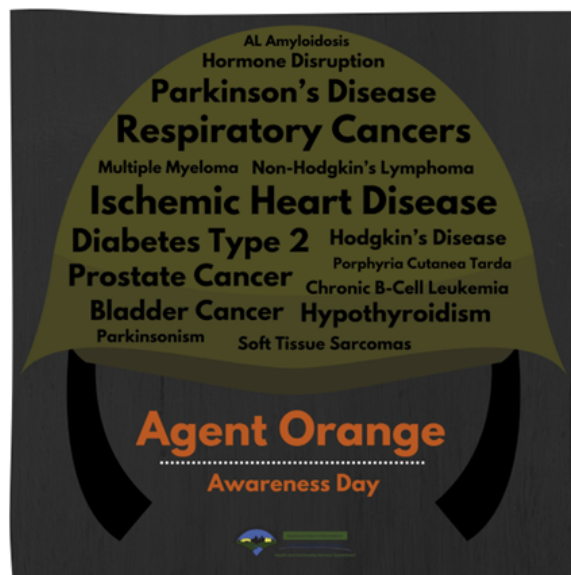 AL Amyloidosis
Hormone Disruption
Parkinson's Disease
Respiratory Cancers
Multiple Myeloma Non-Hodgkin's Lymphoma
Ischemic Heart Disease
Diabetes Type 2 Hodgkin's Disease
Porphyria Cutanea Tarda
Prostate Cancer
Chronic B-Cell Leukemia
Bladder Cancer Hypothyroidism
Parkinsonism
Soft Tissue Sarcomas
Agent Orange
Awareness Day